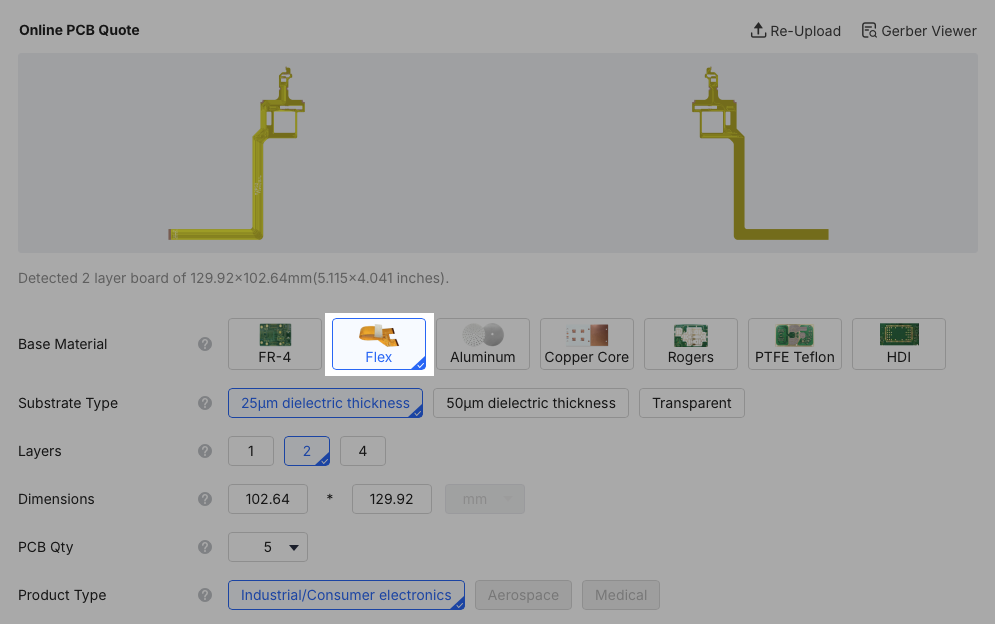 Online PCB Quote
Re-Upload
Gerber Viewer
Detected 2 layer board of 129.92×102.64mm(5.115×4.041 inches).
Base Material ?
FR-4
Flex
Aluminum
Copper Core
Rogers
PTFE Teflon
HDI
Substrate Type ? 25μm dielectric thickness 50μm dielectric thickness Transparent
Layers ? 1 2 4
Dimensions ? 102.64 * 129.92 mm
PCB Qty ? 5
Product Type ? Industrial/Consumer electronics Aerospace Medical